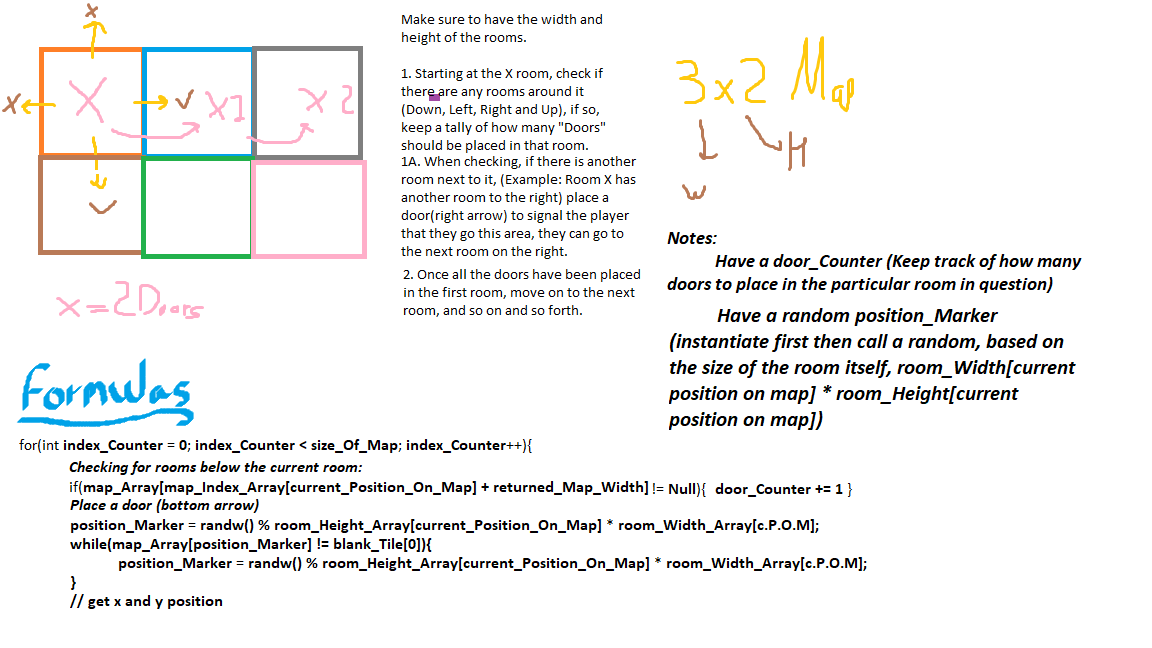 x
X
X
✓
X1
X2
✓
x = 2Doors
Make sure to have the width and
height of the rooms.
1. Starting at the X room, check if
there are any rooms around it
(Down, Left, Right and Up), if so,
keep a tally of how many "Doors"
should be placed in that room.
1A. When checking, if there is another
room next to it, (Example: Room X has
another room to the right) place a
door(right arrow) to signal the player
that they go this area, they can go to
the next room on the right.
2. Once all the doors have been placed
in the first room, move on to the next
room, and so on and so forth.
3x2 Map
H
w
Notes:
Have a door_Counter (Keep track of how many
doors to place in the particular room in question)
Have a random position_Marker
(instantiate first then call a random, based on
the size of the room itself, room_Width[current
position on map] * room_Height[current
position on map])
Formulas
for(int index_Counter = 0; index_Counter < size_Of_Map; index_Counter++){
Checking for rooms below the current room:
if(map_Array[map_Index_Array[current_Position_On_Map] + returned_Map_Width] != Null){ door_Counter += 1 }
Place a door (bottom arrow)
position_Marker = randw() % room_Height_Array[current_Position_On_Map] * room_Width_Array[c.P.O.M];
while(map_Array[position_Marker] != blank_Tile[0]){
position_Marker = randw() % room_Height_Array[current_Position_On_Map] * room_Width_Array[c.P.O.M];
}
// get x and y position